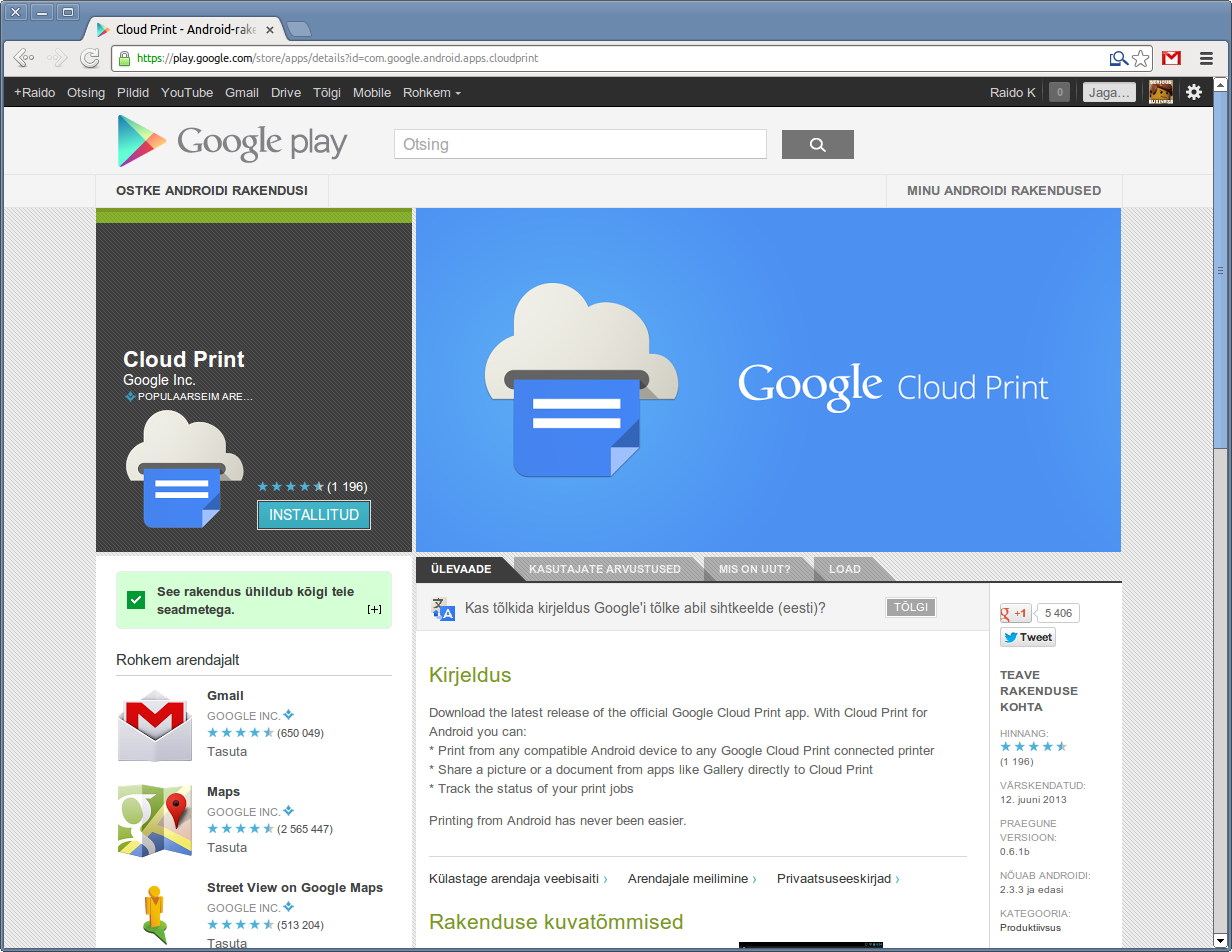 Cloud Print - Android-rake
https://play.google.com/store/apps/details?id=com.google.android.apps.cloudprint
+Raido Otsing Pildid YouTube Gmail Drive Tõlgi Mobile Rohkem
Raido K 0 Jaga...
Google play
Otsing
OSTKE ANDROIDI RAKENDUSI
MINU ANDROIDI RAKENDUSED
Cloud Print
Google Inc.
POPULAARSEIM ARE...
(1 196)
INSTALLITUD
Google Cloud Print
See rakendus ühildub kõigi teie
seadmetega.
[+]
Rohkem arendajalt
Gmail
GOOGLE INC.
(650 049)
Tasuta
Maps
GOOGLE INC.
(2 565 447)
Tasuta
Street View on Google Maps
GOOGLE INC.
(513 204)
Tasuta
ÜLEVAADE KASUTAJATE ARVUSTUSED MIS ON UUT? LOAD
Kas tõlkida kirjeldus Google'i tõlke abil sihtkeelde (eesti)?
TÕLGI
Kirjeldus
Download the latest release of the official Google Cloud Print app. With Cloud Print for
Android you can:
* Print from any compatible Android device to any Google Cloud Print connected printer
* Share a picture or a document from apps like Gallery directly to Cloud Print
* Track the status of your print jobs
Printing from Android has never been easier.
Külastage arendaja veebisaiti › Arendajale meilimine › Privaatsuseeskirjad ›
Rakenduse kuvatõmmised
g +1 5 406
Tweet
TEAVE
RAKENDUSE
KOHTA
HINNANG:
(1 196)
VÄRSKENDATUD:
12. juuni 2013
PRAEGUNE
VERSIOON:
0.6.1b
NÕUAB ANDROIDI:
2.3.3 ja edasi
KATEGOORIA:
Produktiivsus